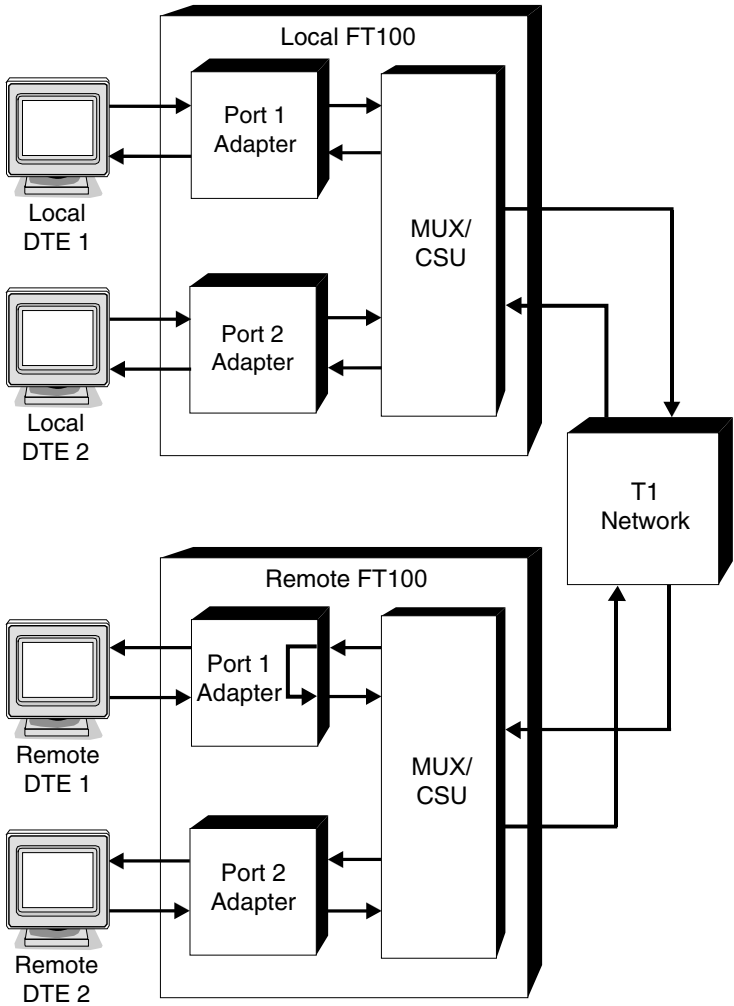 Local FT100
Port 1
Adapter
Local
DTE 1
MUX/
CSU
Port 2
Adapter
Local
DTE 2
T1
Network
Remote FT100
Port 1
Adapter
Remote
DTE 1
MUX/
CSU
Port 2
Adapter
Remote
DTE 2